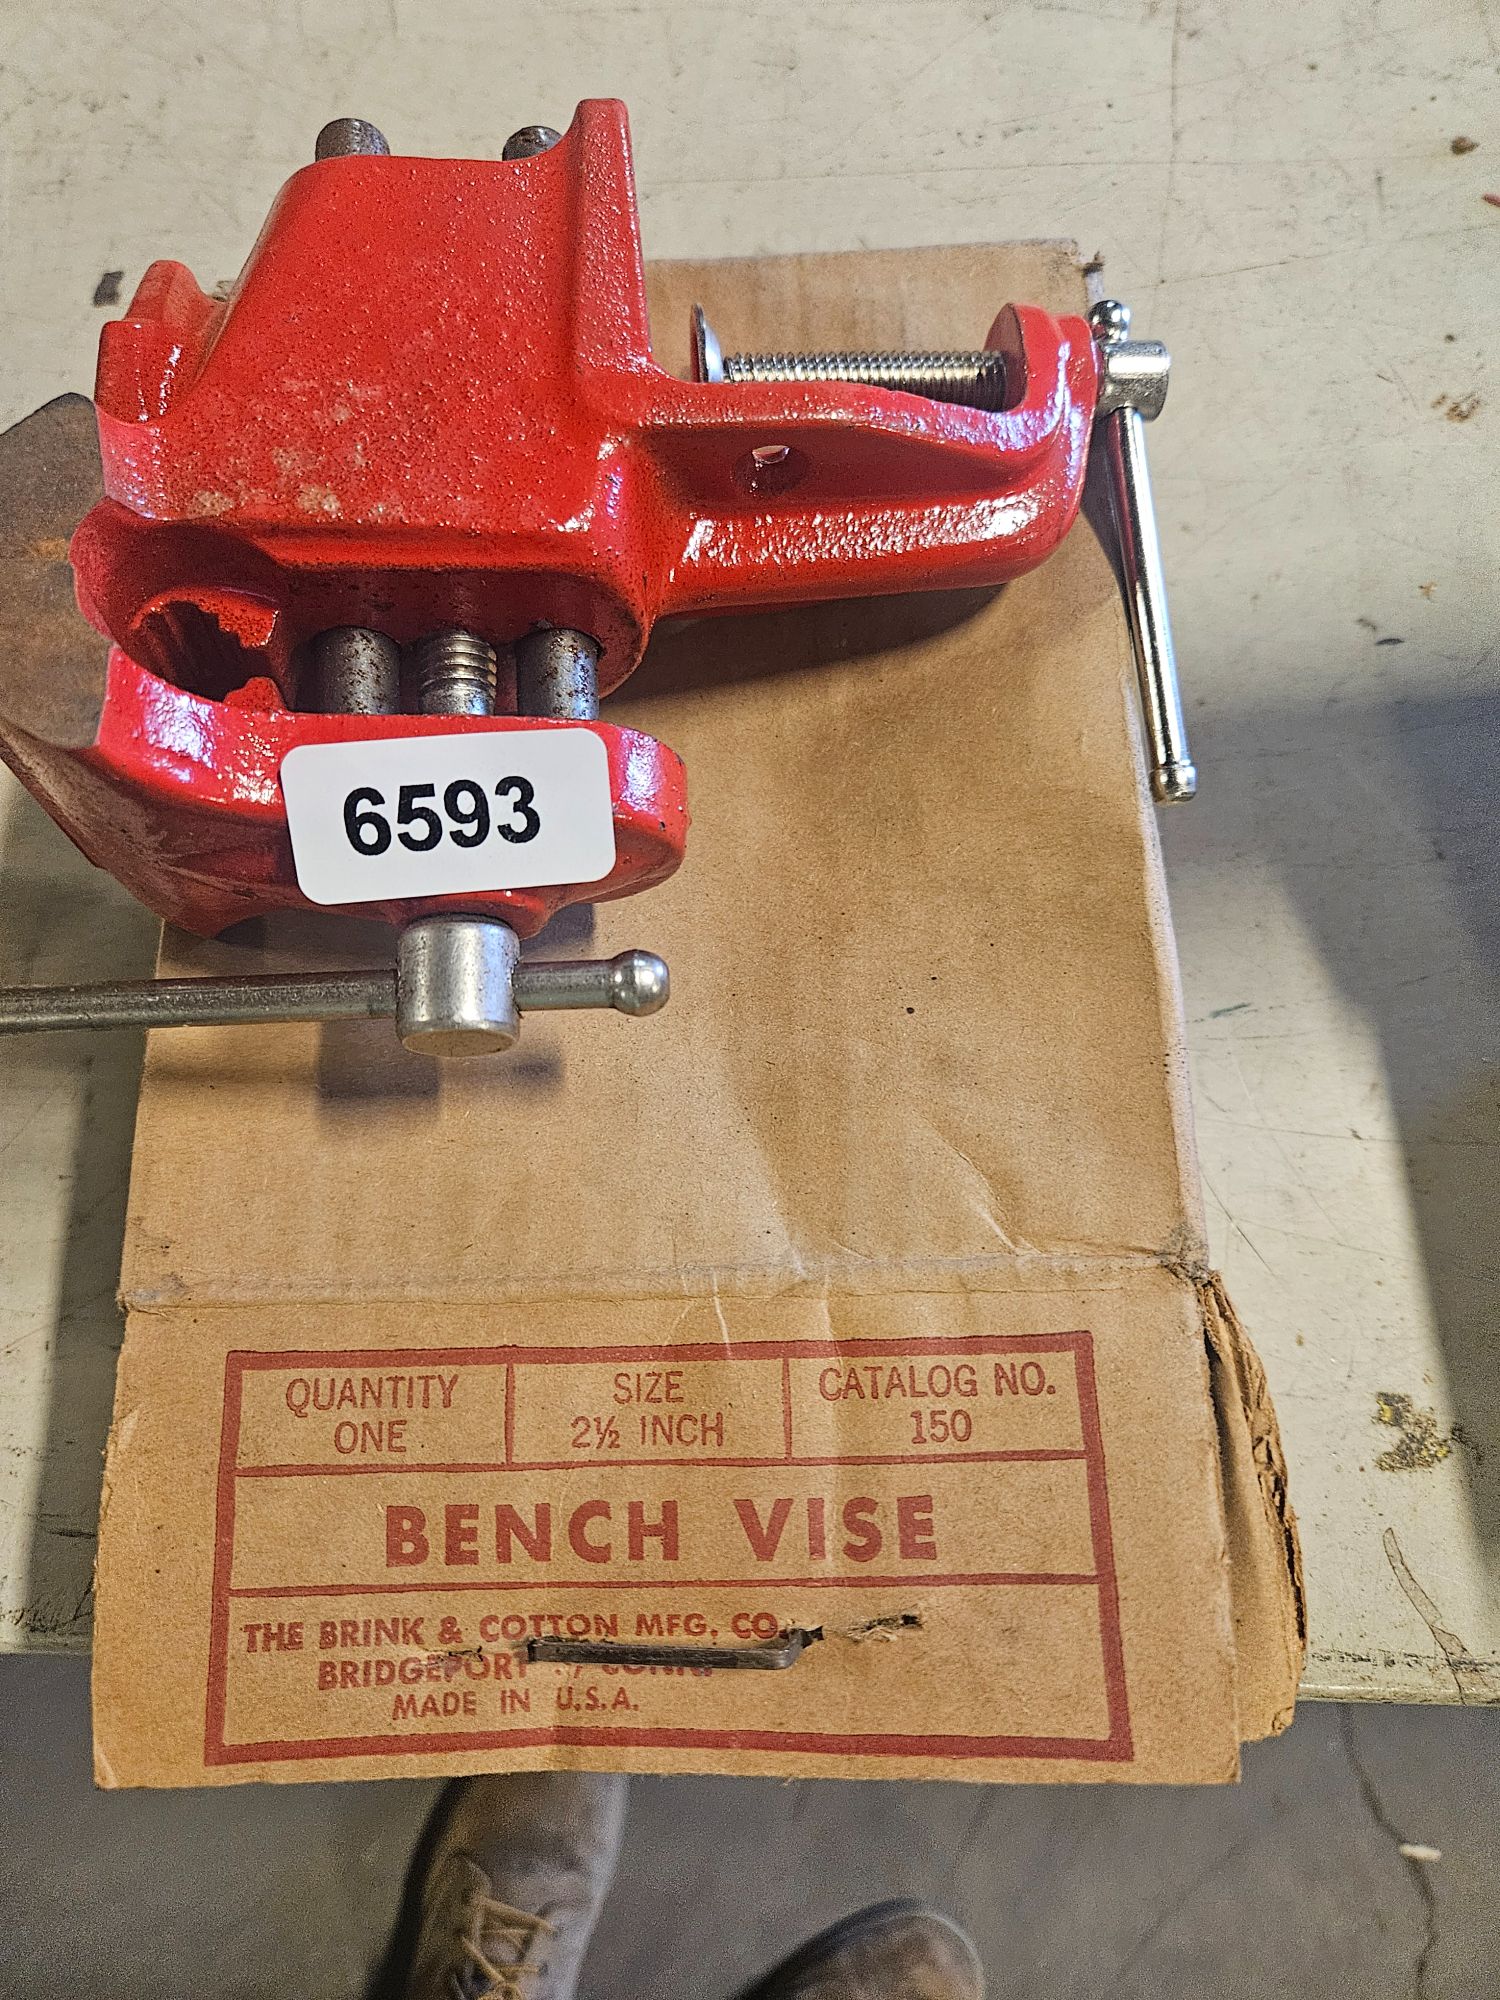 6593
QUANTITY
ONE
SIZE
2½ INCH
CATALOG NO.
150
BENCH VISE
THE BRINK & COTTON MFG. CO.
BRIDGEPORT
MADE IN U.S.A.